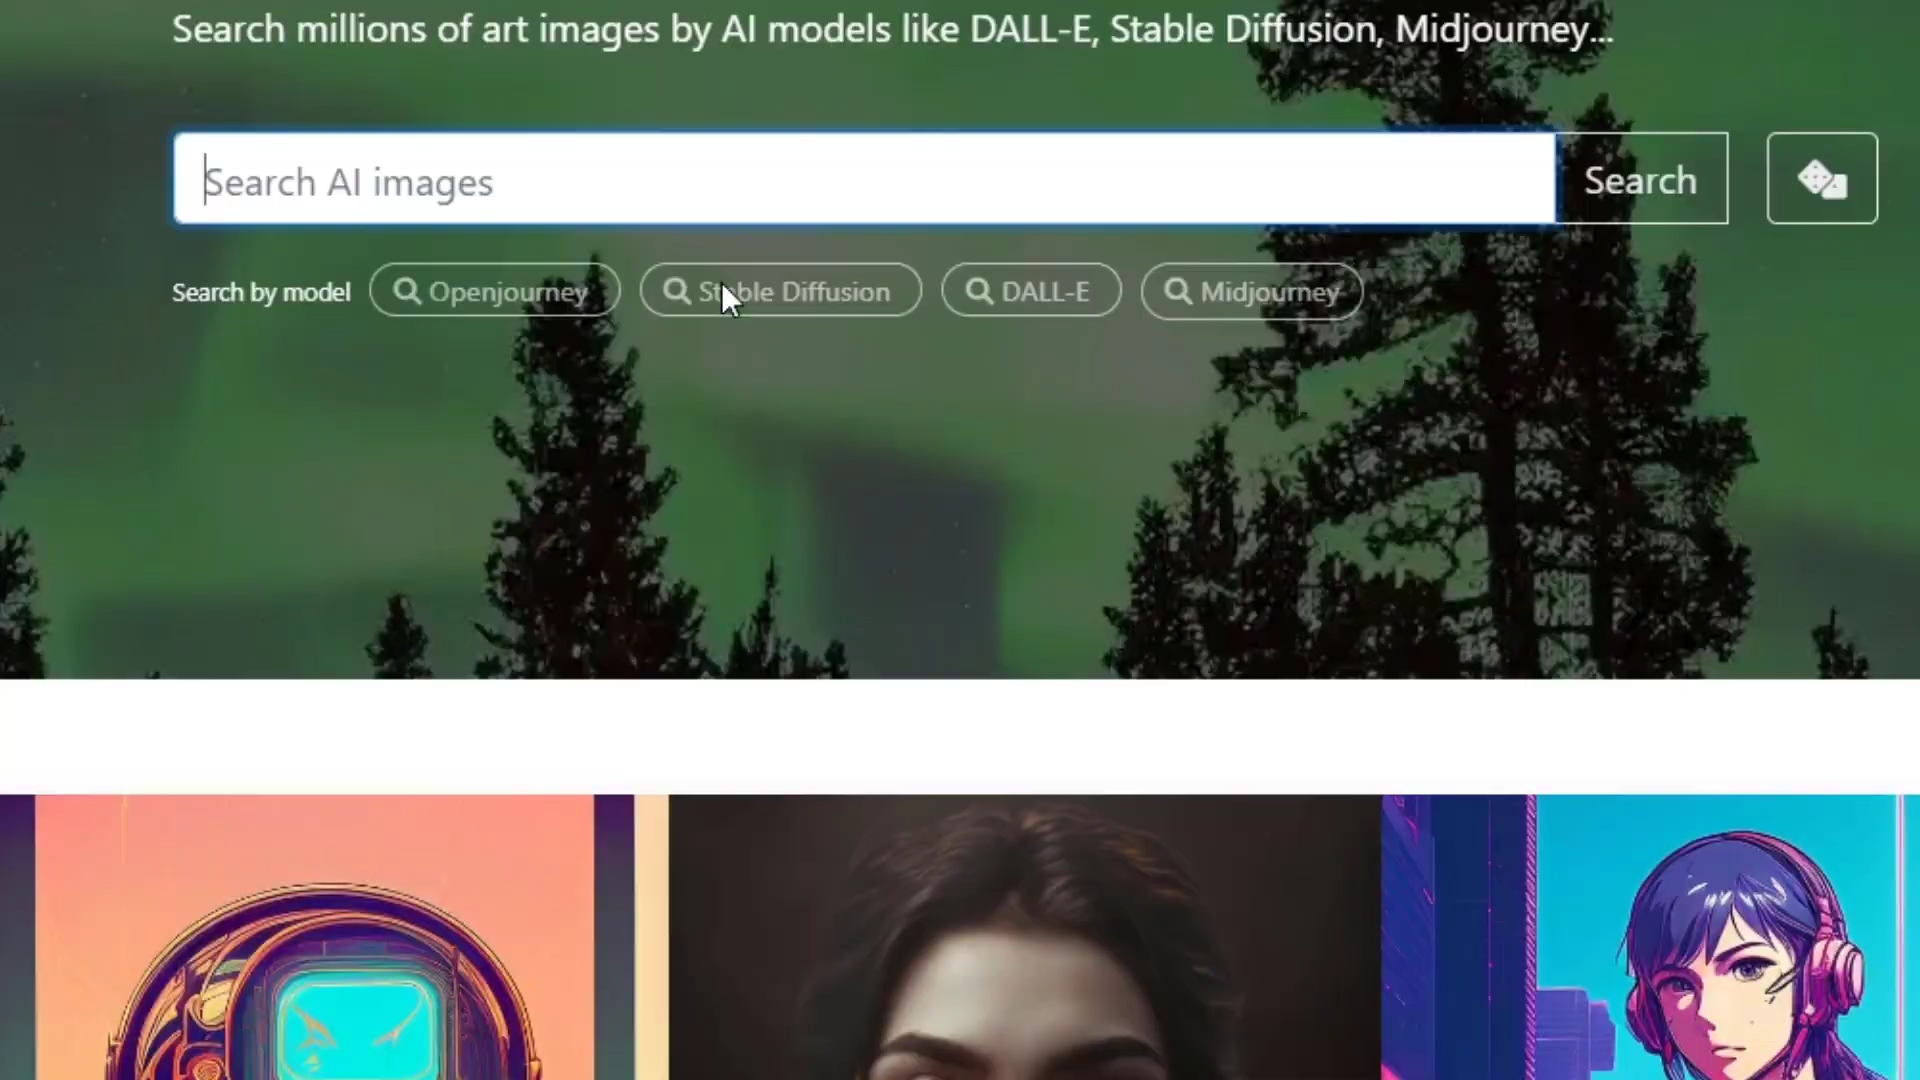 Search millions of art images by AI models like DALL-E, Stable Diffusion, Midjourney...
Search AI images
Search
Search by model
Openjourney
Stable Diffusion
DALL-E
Midjourney